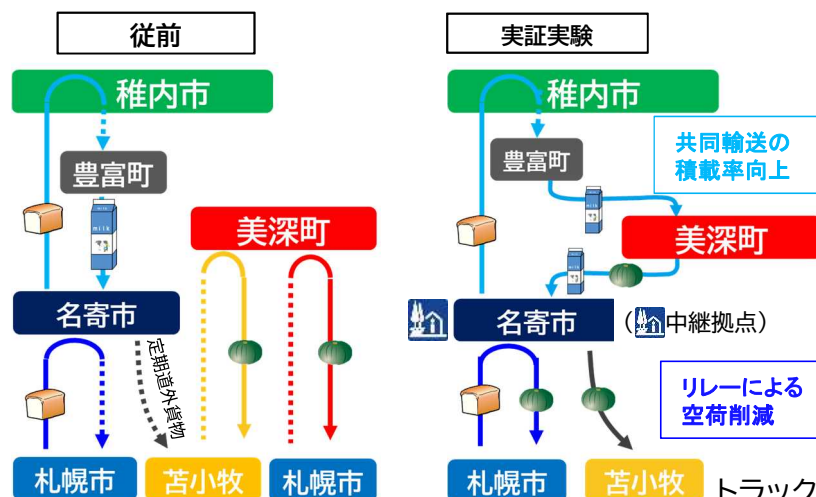 従前
稚内市
豊富町
milk
美深町
名寄市
定期道外貨物
札幌市
苫小牧
札幌市
実証実験
稚内市
共同輸送の
積載率向上
豊富町
milk
美深町
milk
名寄市
(中継拠点)
リレーによる
空荷削減
札幌市
苫小牧
トラック